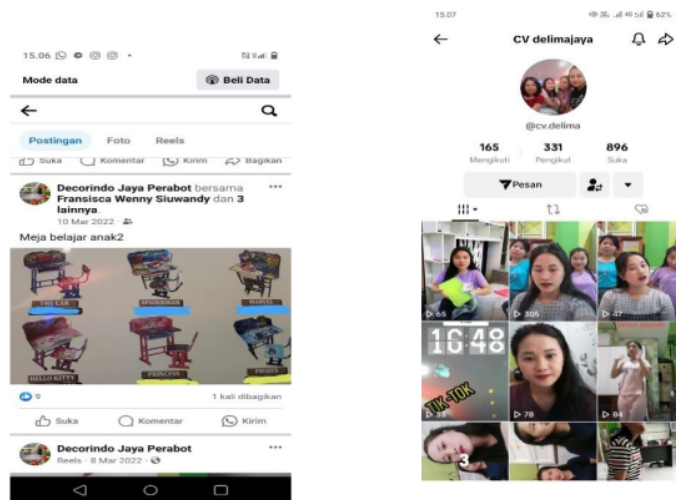 15.06
Mode data
Beli Data
Postingan
Foto
Reels
Suka
Komentar
Kirim
Bagikan
Decorindo Jaya Perabot bersama
Fransisca Wenny Siuwandy dan 3
lainnya.
10 Mar 2022
Meja belajar anak2
THE CAR
SPIDERMAN
MARVEL
HELLO KITTY
PRINCESS
FROZEN
9
1 kali dibagikan
Suka
Komentar
Kirim
Decorindo Jaya Perabot
Reels · 8 Mar 2022
15.07
62%
CV delimajaya
@cv.delima
165
331
896
Mengikuti
Pengikut
Suka
Pesan
65
305
47
16:48
TIK-TOK
33
78
84
3